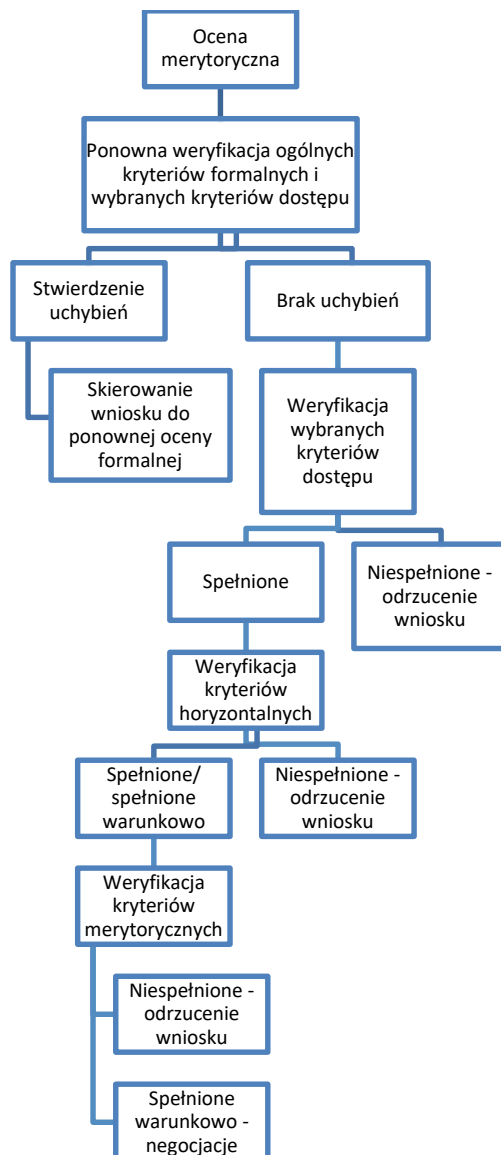 Ocena
merytoryczna
Ponowna weryfikacja ogólnych
kryteriów formalnych i
wybranych kryteriów dostępu
Stwierdzenie
uchybień
Brak uchybień
Skierowanie
wniosku do
ponownej oceny
formalnej
Weryfikacja
wybranych
kryteriów
dostępu
Spełnione
Niespełnione -
odrzucenie
wniosku
Weryfikacja
kryteriów
horyzontalnych
Spełnione/
spełnione
warunkowo
Niespełnione -
odrzucenie
wniosku
Weryfikacja
kryteriów
merytorycznych
Niespełnione -
odrzucenie
wniosku
Spełnione
warunkowo -
negocjacje